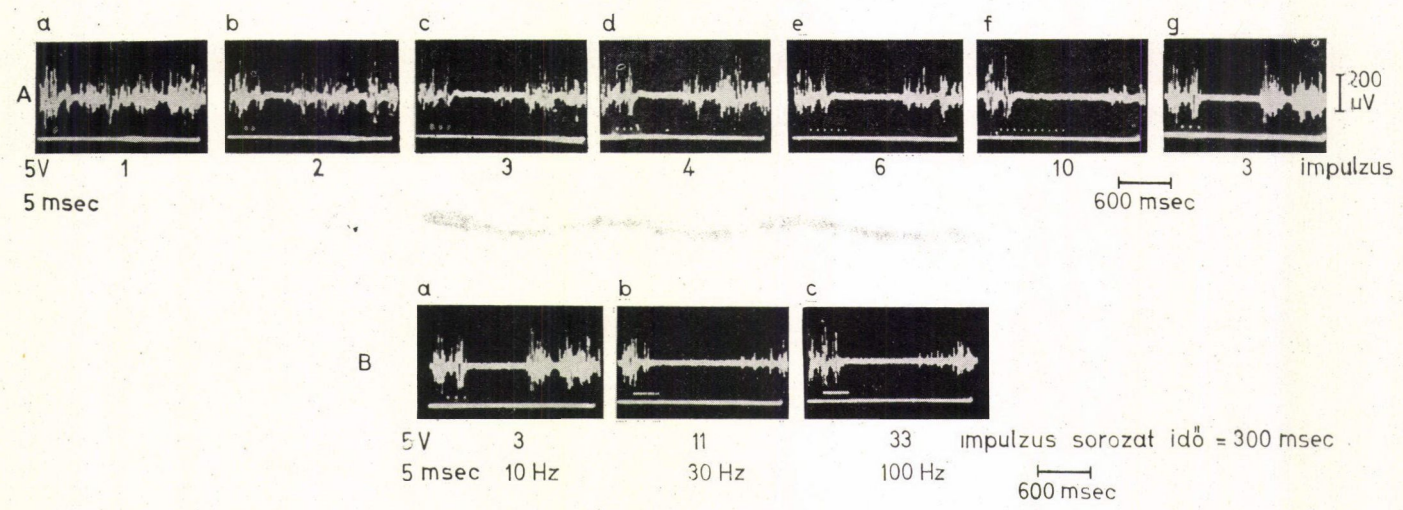 a b c d e f g
A
200
µV
5V 1 2 3 4 6 10 3 impulzus
5 msec
600 msec
a b c
B
5V 3 11 33 impulzus sorozat idő = 300 msec
5 msec 10 Hz 30 Hz 100 Hz
600 msec